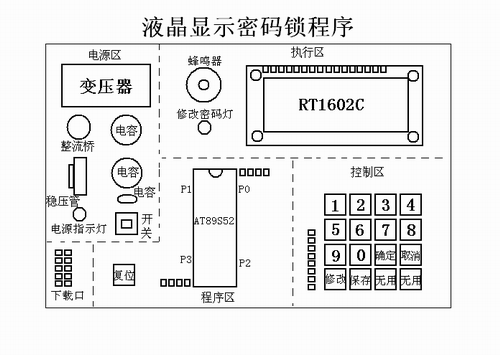 液晶显示密码锁程序
电源区
变压器
整流桥
电容
电容
电容
稳压管
电源指示灯
开关
下载口
复位
蜂鸣器
修改密码灯
执行区
RT1602C
P1
P0
AT89S52
P3
P2
程序区
控制区
1 2 3 4
5 6 7 8
9 0 确定 取消
修改 保存 无用 无用